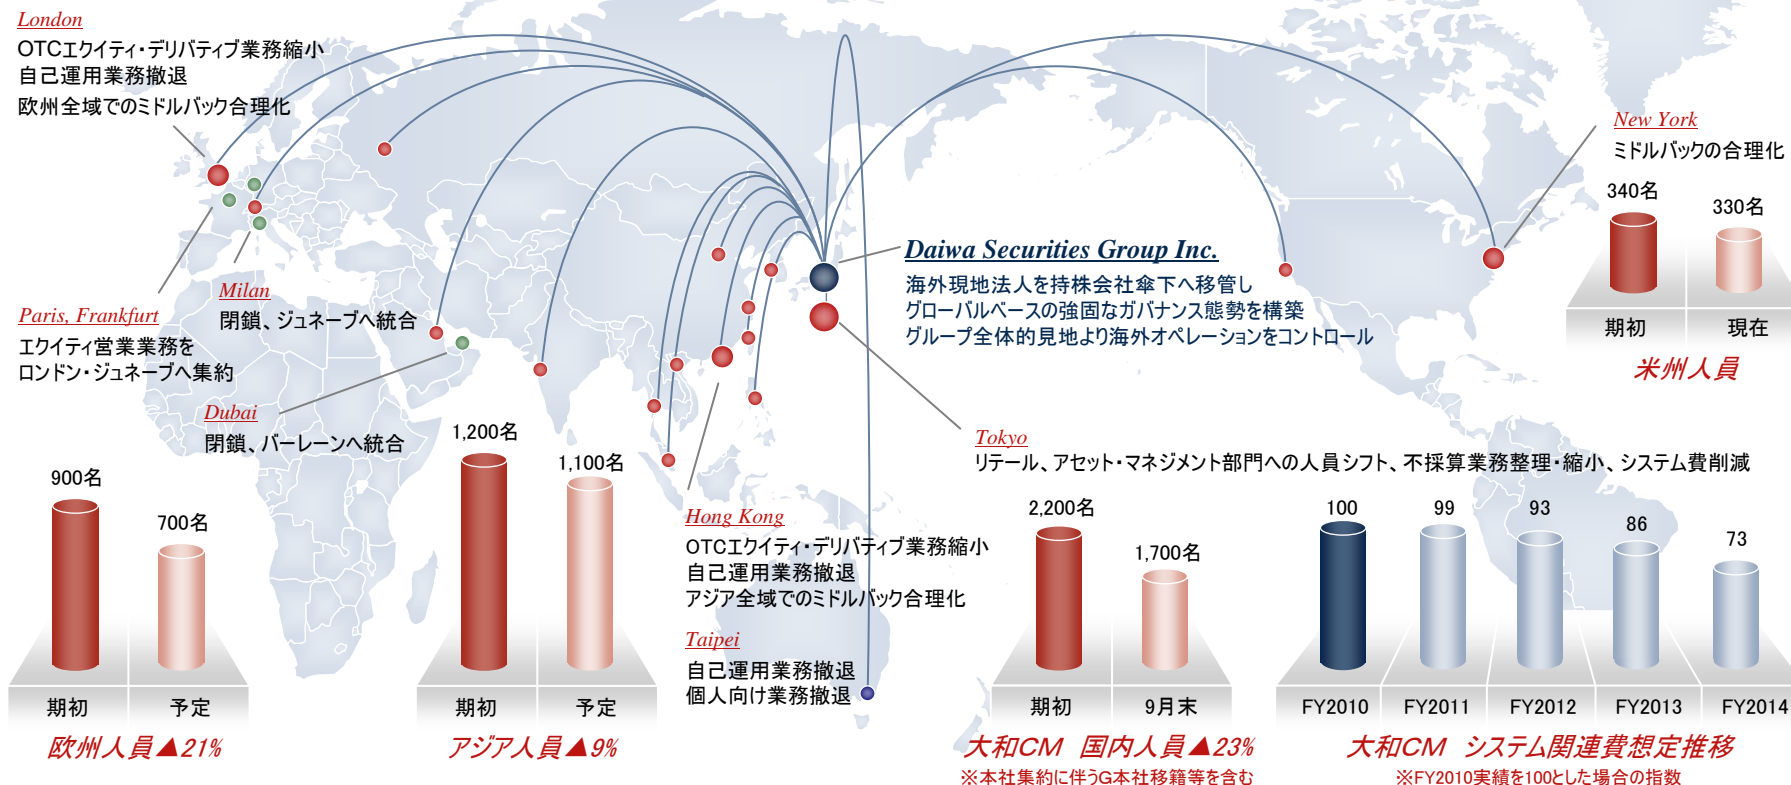 London
OTCエクイティ・デリバティブ業務縮小
自己運用業務撤退
欧州全域でのミドルバック合理化
New York
ミドルバックの合理化
340名
330名
期初
現在
米州人員
Daiwa Securities Group Inc.
海外現地法人を持株会社傘下へ移管し
グローバルベースの強固なガバナンス態勢を構築
グループ全体的見地より海外オペレーションをコントロール
Paris, Frankfurt
エクイティ営業業務を
ロンドン・ジュネーブへ集約
Milan
閉鎖、ジュネーブへ統合
Dubai
閉鎖、バーレーンへ統合
900名
700名
期初
予定
欧州人員▲21%
1,200名
1,100名
期初
予定
アジア人員▲9%
Hong Kong
OTCエクイティ・デリバティブ業務縮小
自己運用業務撤退
アジア全域でのミドルバック合理化
Taipei
自己運用業務撤退
個人向け業務撤退
Tokyo
リテール、アセット・マネジメント部門への人員シフト、不採算業務整理・縮小、システム費削減
2,200名
1,700名
期初
9月末
大和CM 国内人員▲23%
※本社集約に伴うG本社移籍等を含む
100
99
93
86
73
FY2010
FY2011
FY2012
FY2013
FY2014
大和CM システム関連費想定推移
※FY2010実績を100とした場合の指数